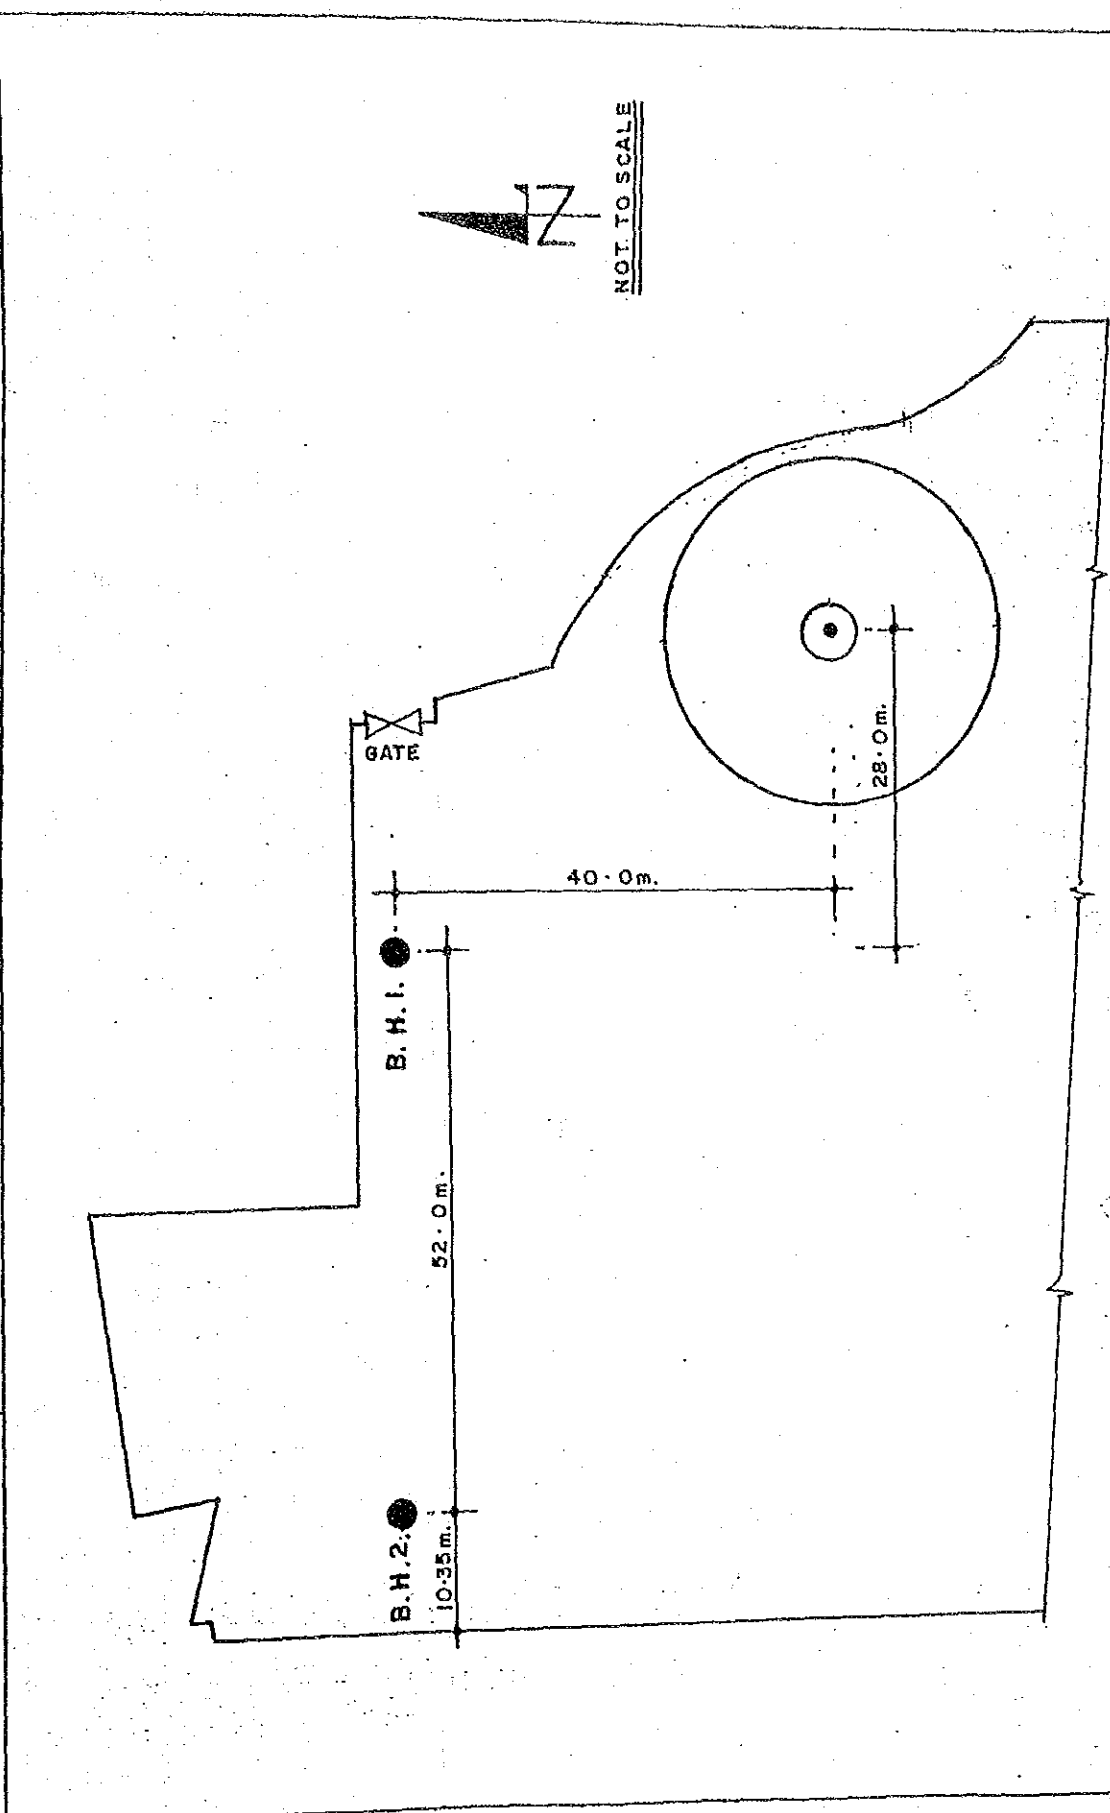 N
NOT TO SCALE
GATE
28.0m.
40.0m.
B.H.1.
52.0m.
B.H.2.
10.35m.